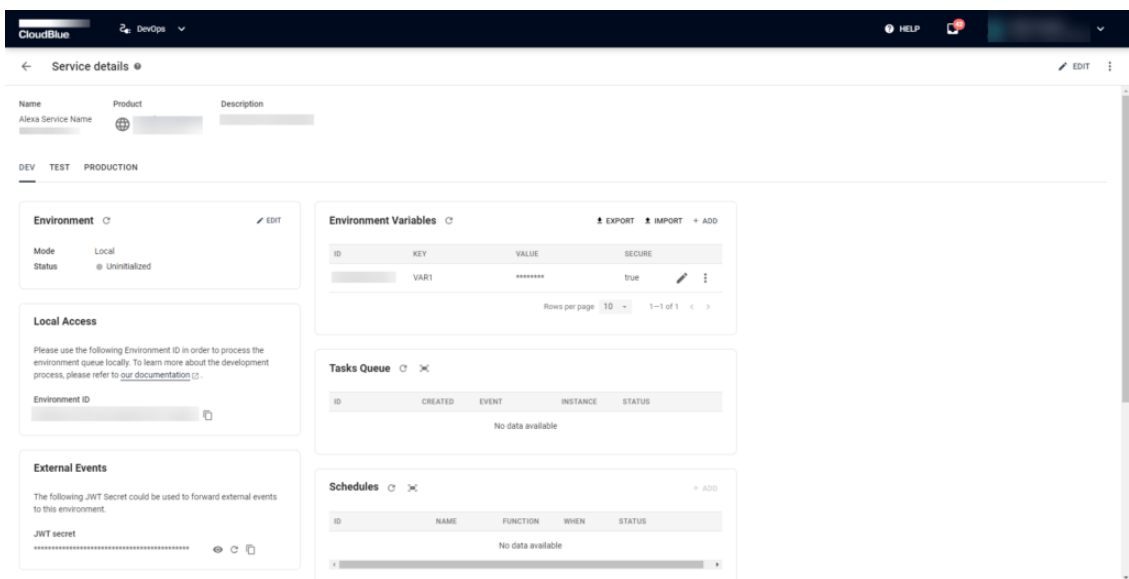 CloudBlue
DevOps
HELP
42
Service details
EDIT
Name
Product
Description
Alexa Service Name
DEV
TEST
PRODUCTION
Environment
EDIT
Mode
Local
Status
Uninitialized
Local Access
Please use the following Environment ID in order to process the
environment queue locally. To learn more about the development
process, please refer to our documentation .
Environment ID
External Events
The following JWT Secret could be used to forward external events
to this environment.
JWT secret
********************************************
Environment Variables
EXPORT
IMPORT
+ ADD
ID
KEY
VALUE
SECURE
VAR1
********
true
Rows per page
10
1–1 of 1
Tasks Queue
ID
CREATED
EVENT
INSTANCE
STATUS
No data available
Schedules
+ ADD
ID
NAME
FUNCTION
WHEN
STATUS
No data available